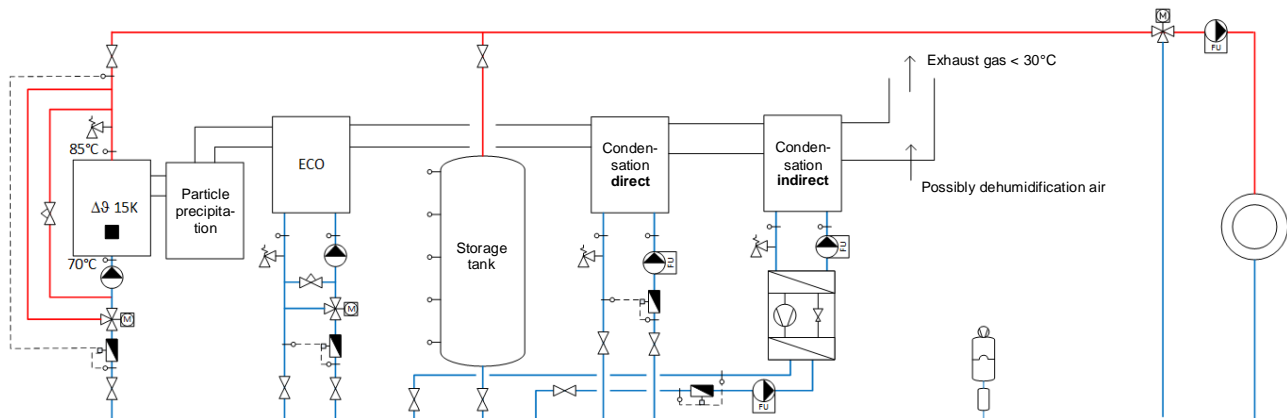 M
FU
Exhaust gas < 30°C
85°C
ECO
Conden-
sation
direct
Conden-
sation
indirect
Δϑ 15K
Particle
precipita-
tion
Possibly dehumidification air
Storage
tank
70°C
FU
FU
M
M
FU